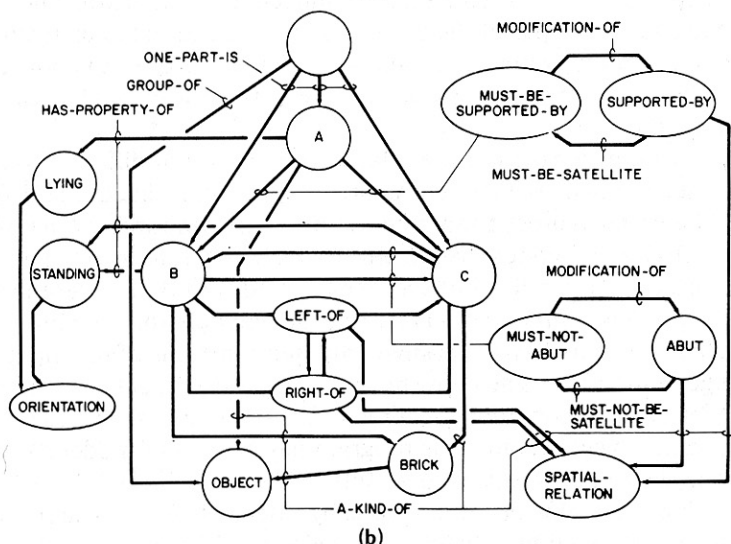 MODIFICATION-OF
ONE-PART-IS
GROUP-OF
HAS-PROPERTY-OF
MUST-BE-
SUPPORTED-BY
SUPPORTED-BY
A
MUST-BE-SATELLITE
LYING
STANDING
B
C
MODIFICATION-OF
LEFT-OF
MUST-NOT-
ABUT
ABUT
RIGHT-OF
ORIENTATION
MUST-NOT-BE-
SATELLITE
BRICK
OBJECT
SPATIAL-
RELATION
A-KIND-OF
(b)